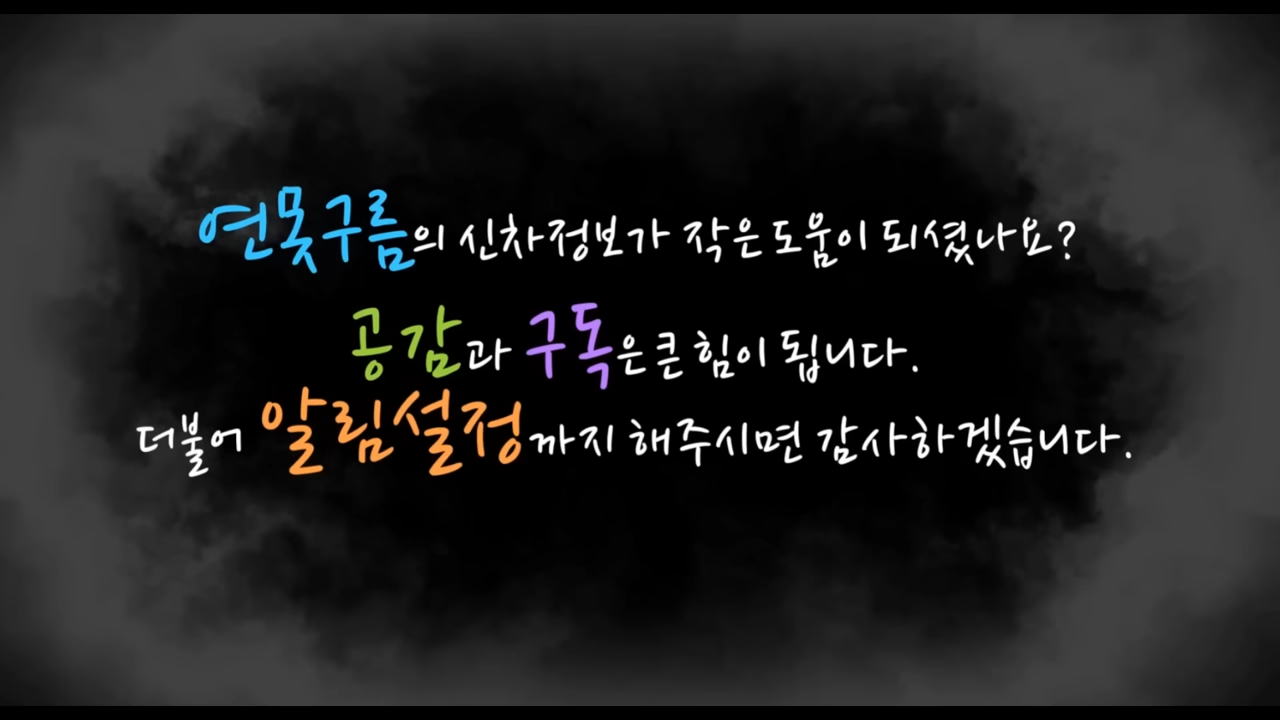 연못구름의 신차정보가 작은도움이 되셨나요?
공감과 구독은 큰 힘이 됩니다.
더불어 알림설정까지 해주시면 감사하겠습니다.